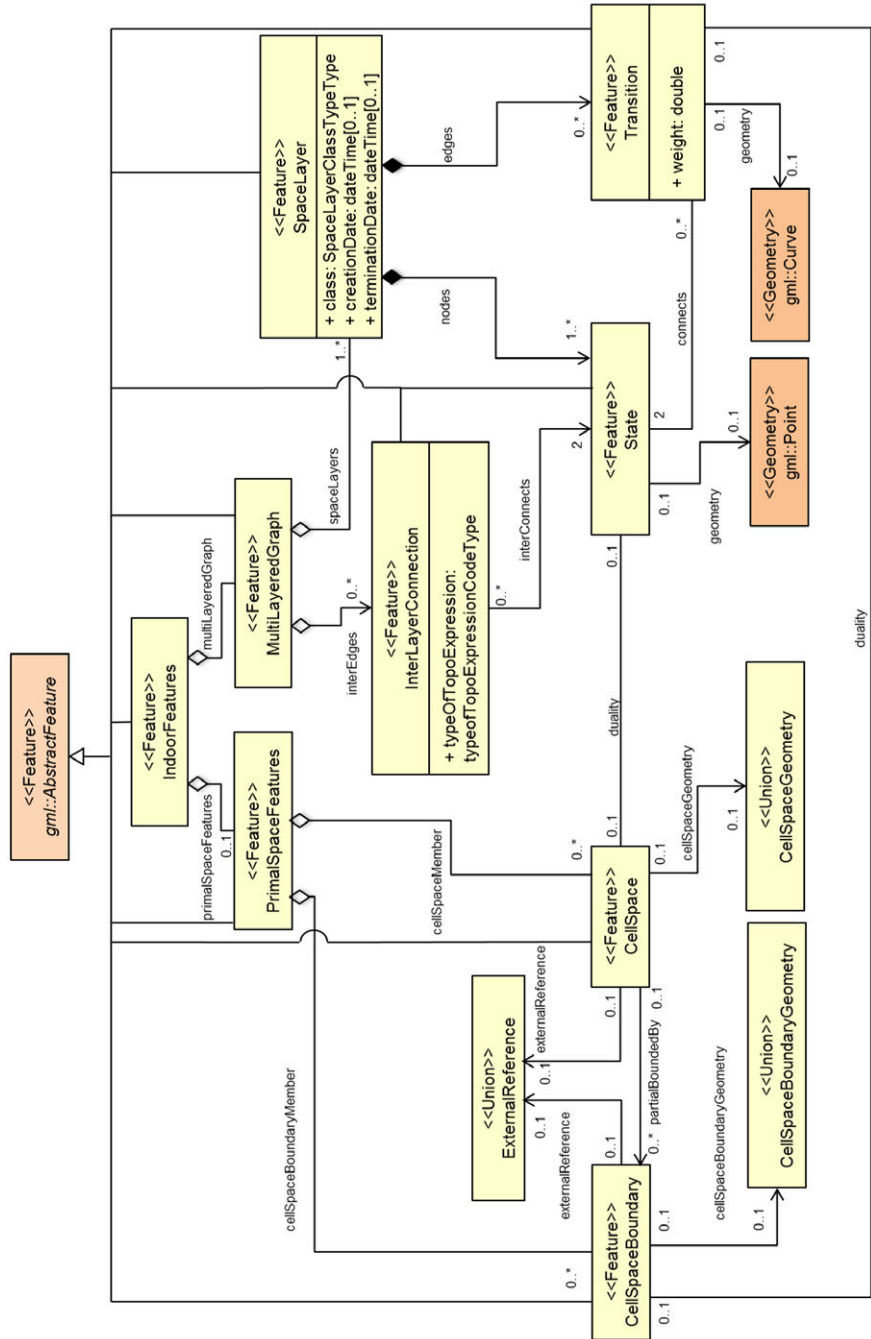 <<Feature>>
gml::AbstractFeature
<<Feature>>
IndoorFeatures
primalSpaceFeatures
0..1
multiLayeredGraph
<<Feature>>
PrimalSpaceFeatures
<<Feature>>
MultiLayeredGraph
<<Feature>>
SpaceLayer
+ class: SpaceLayerClassTypeType
+ creationDate: dateTime[0..1]
+ terminationDate: dateTime[0..1]
cellSpaceBoundaryMember
cellSpaceMember
interEdges
0..*
spaceLayers
1..*
nodes
edges
<<Feature>>
InterLayerConnection
+ typeOfTopoExpression:
typeofTopoExpressionCodeType
<<Union>>
ExternalReference
0..1
0..1
externalReference
externalReference
0..*
interConnects
2
1..*
0..*
0..*
0..1
0..*
0..1
0..*
<<Feature>>
CellSpaceBoundary
<<Feature>>
CellSpace
<<Feature>>
State
<<Feature>>
Transition
+ weight: double
partialBoundedBy
0..1
0..1
duality
0..1
2
connects
0..*
0..1
0..1
0..1
0..1
0..1
0..1
cellSpaceBoundaryGeometry
0..1
cellSpaceGeometry
0..1
geometry
0..1
geometry
0..1
<<Union>>
CellSpaceBoundaryGeometry
<<Union>>
CellSpaceGeometry
<<Geometry>>
gml::Point
<<Geometry>>
gml::Curve
duality